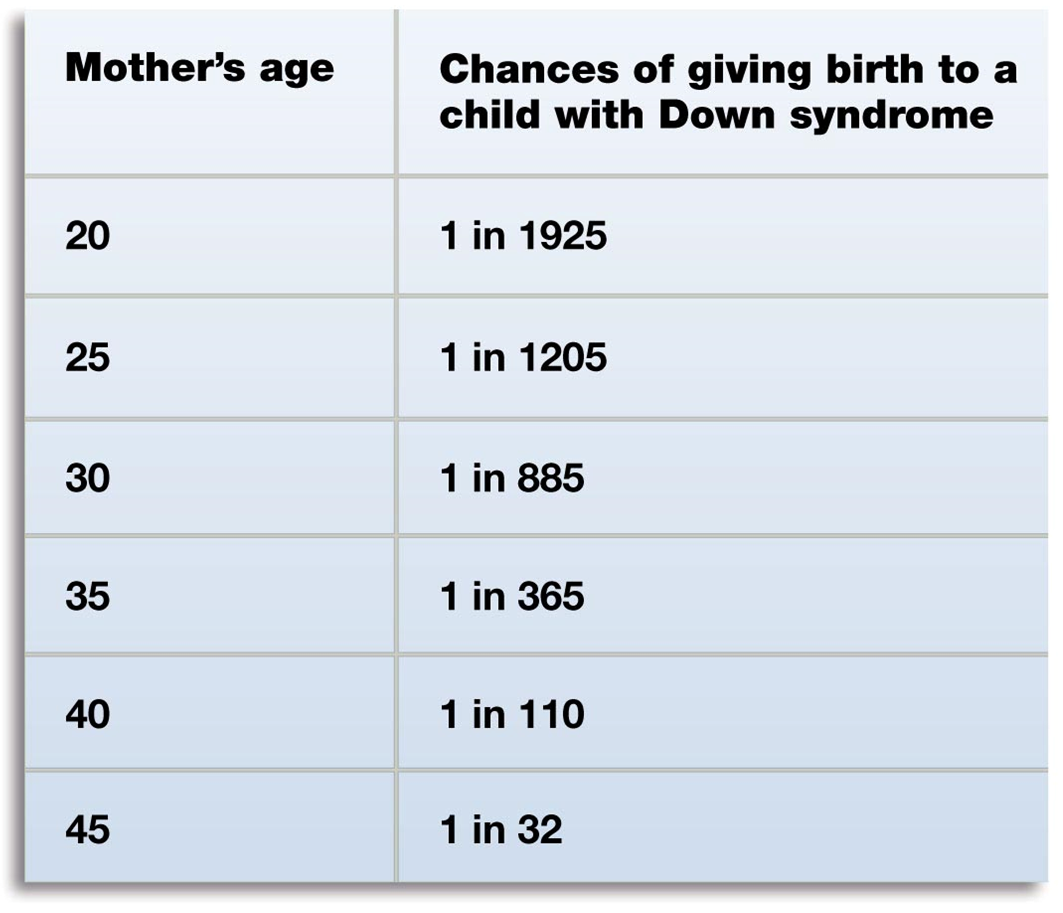 Mother’s age
Chances of giving birth to a
child with Down syndrome
20
1 in 1925
25
1 in 1205
30
1 in 885
35
1 in 365
40
1 in 110
45
1 in 32